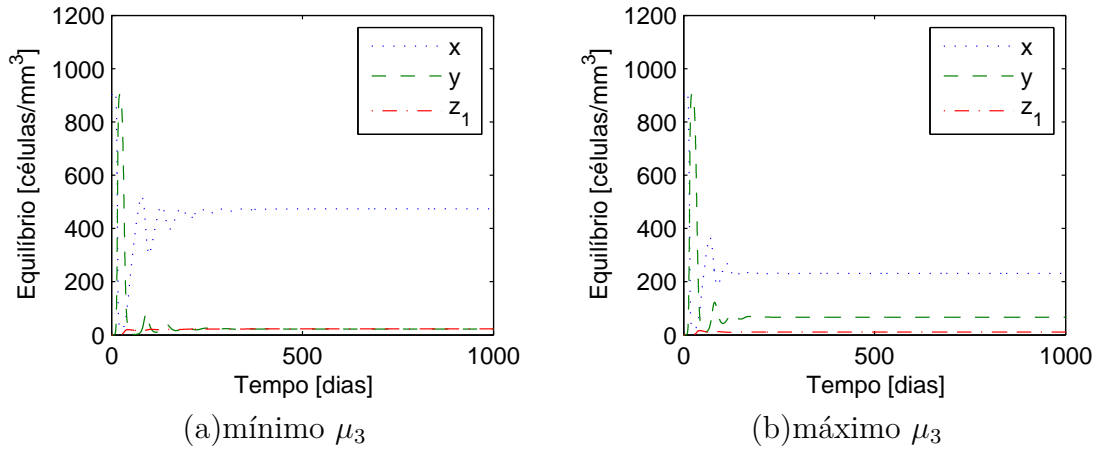 1200
1000
800
600
400
200
0
Equilíbrio [células/mm³]
x
y
z₁
0
500
1000
Tempo [dias]
(a)mínimo μ₃
1200
1000
800
600
400
200
0
Equilíbrio [células/mm³]
x
y
z₁
0
500
1000
Tempo [dias]
(b)máximo μ₃